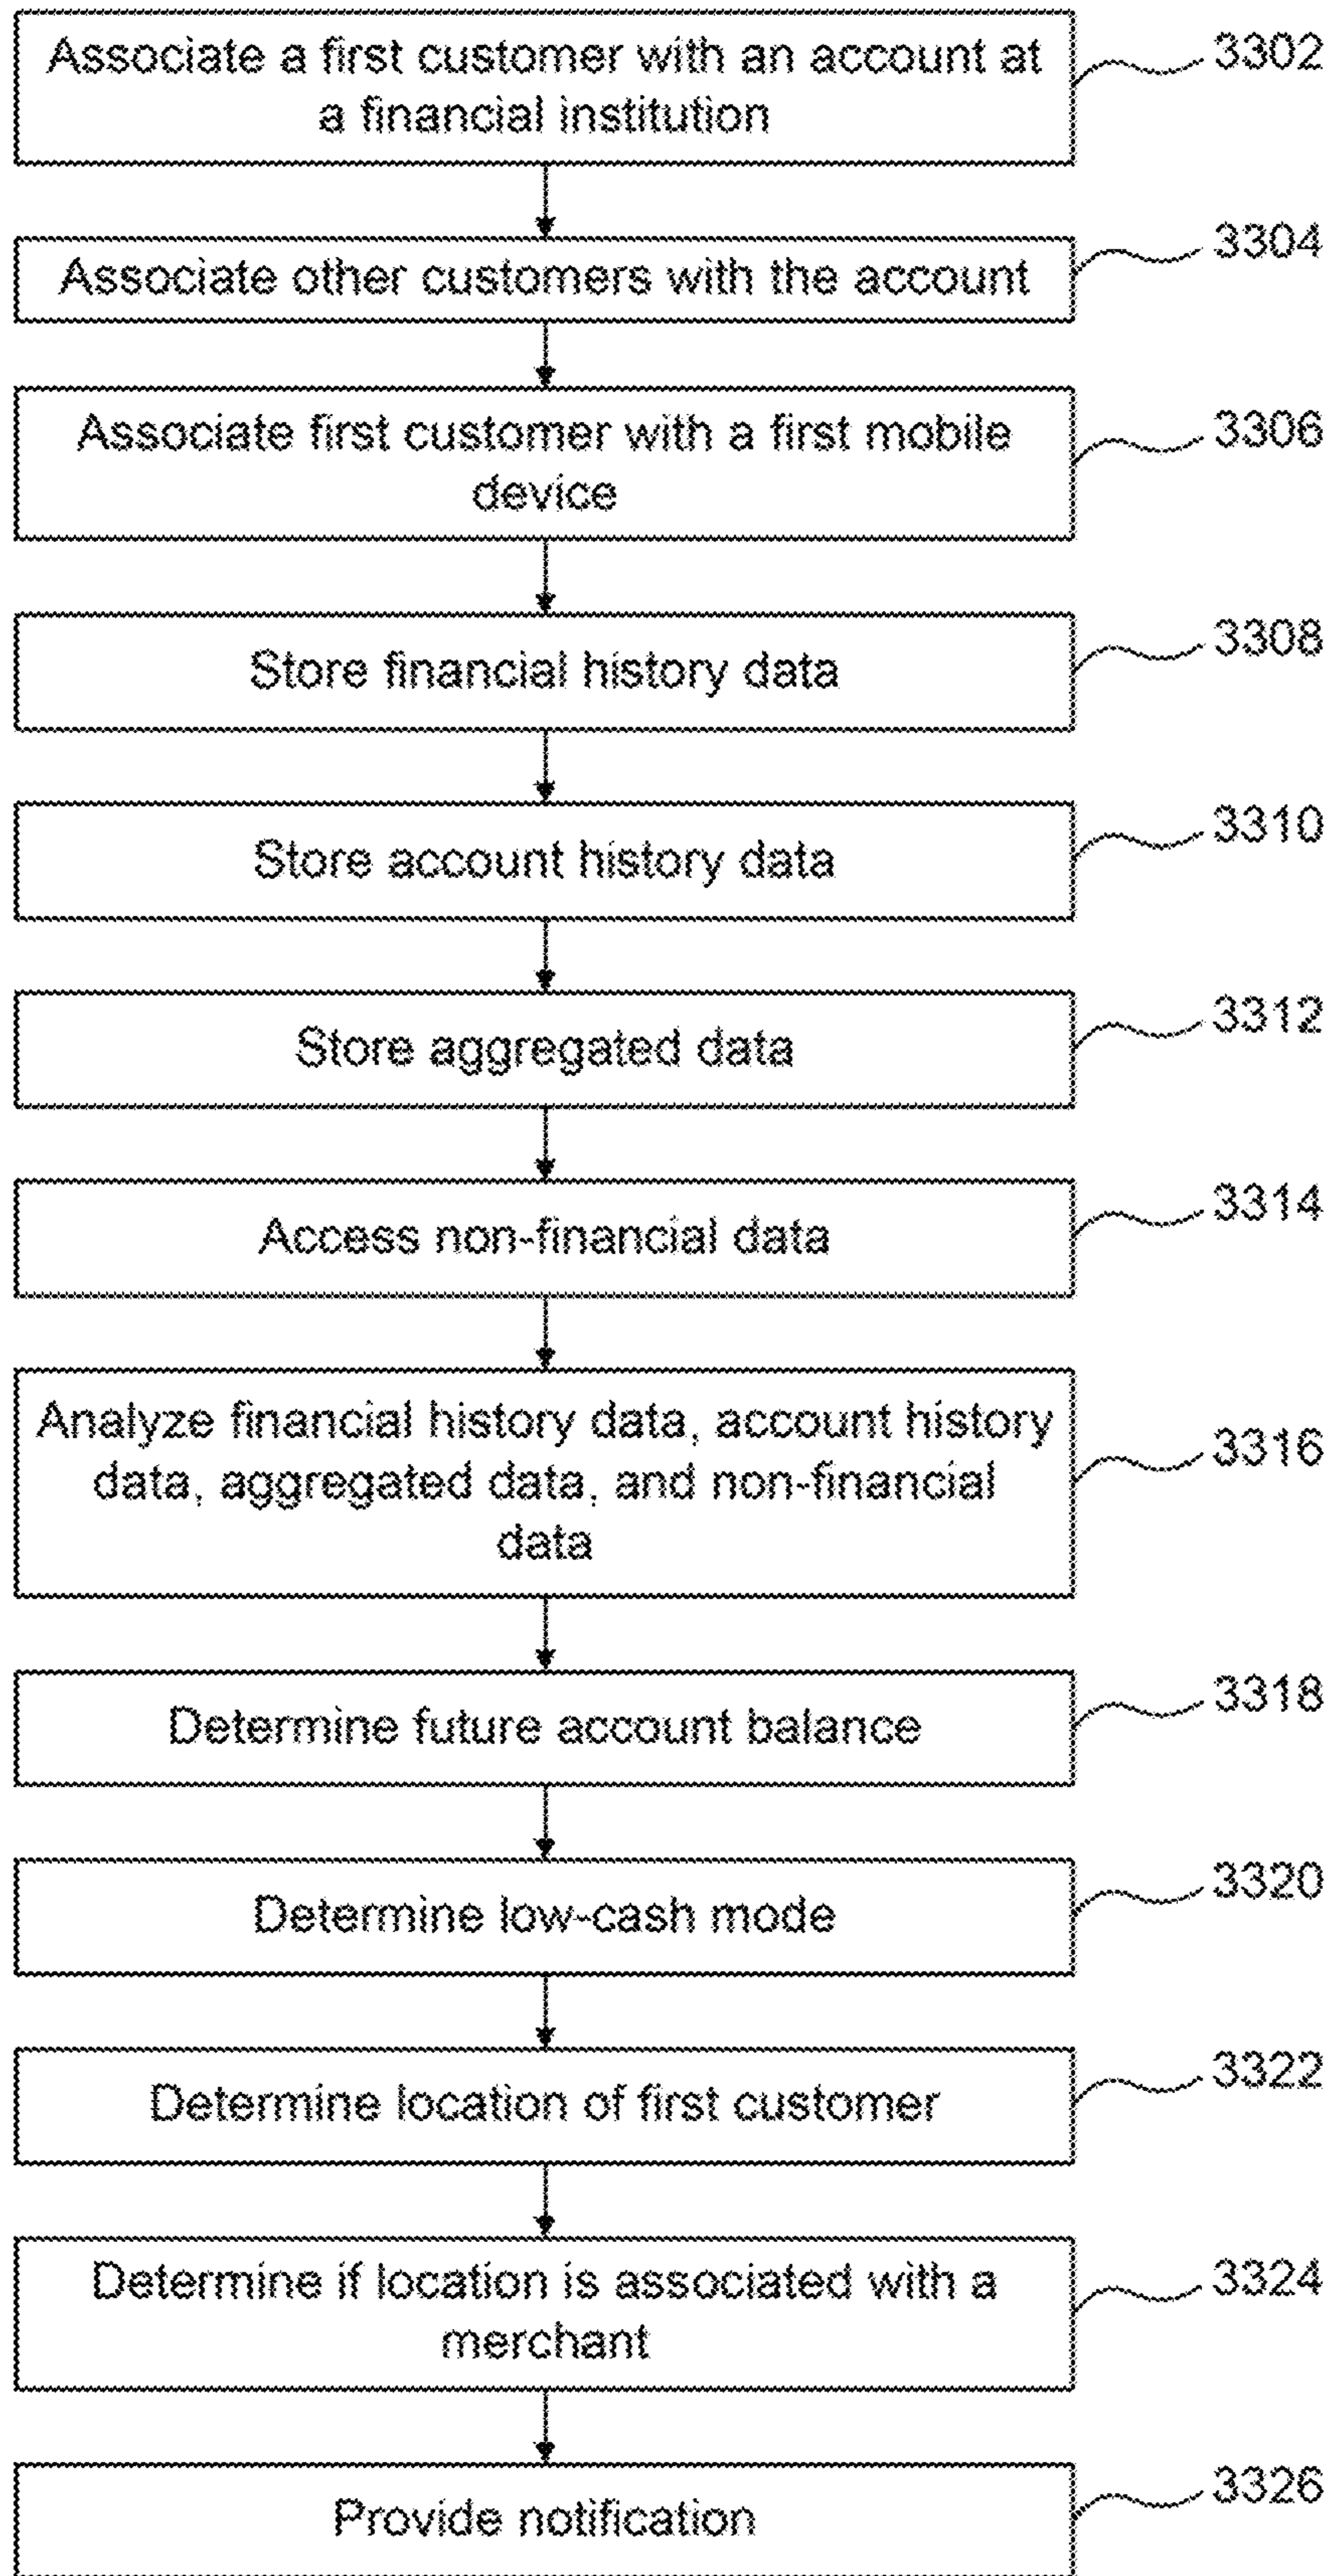 Associate a first customer with an account at
a financial institution
3302
Associate other customers with the account
3304
Associate first customer with a first mobile
device
3306
Store financial history data
3308
Store account history data
3310
Store aggregated data
3312
Access non-financial data
3314
Analyze financial history data, account history
data, aggregated data, and non-financial
data
3316
Determine future account balance
3318
Determine low-cash mode
3320
Determine location of first customer
3322
Determine if location is associated with a
merchant
3324
Provide notification
3326